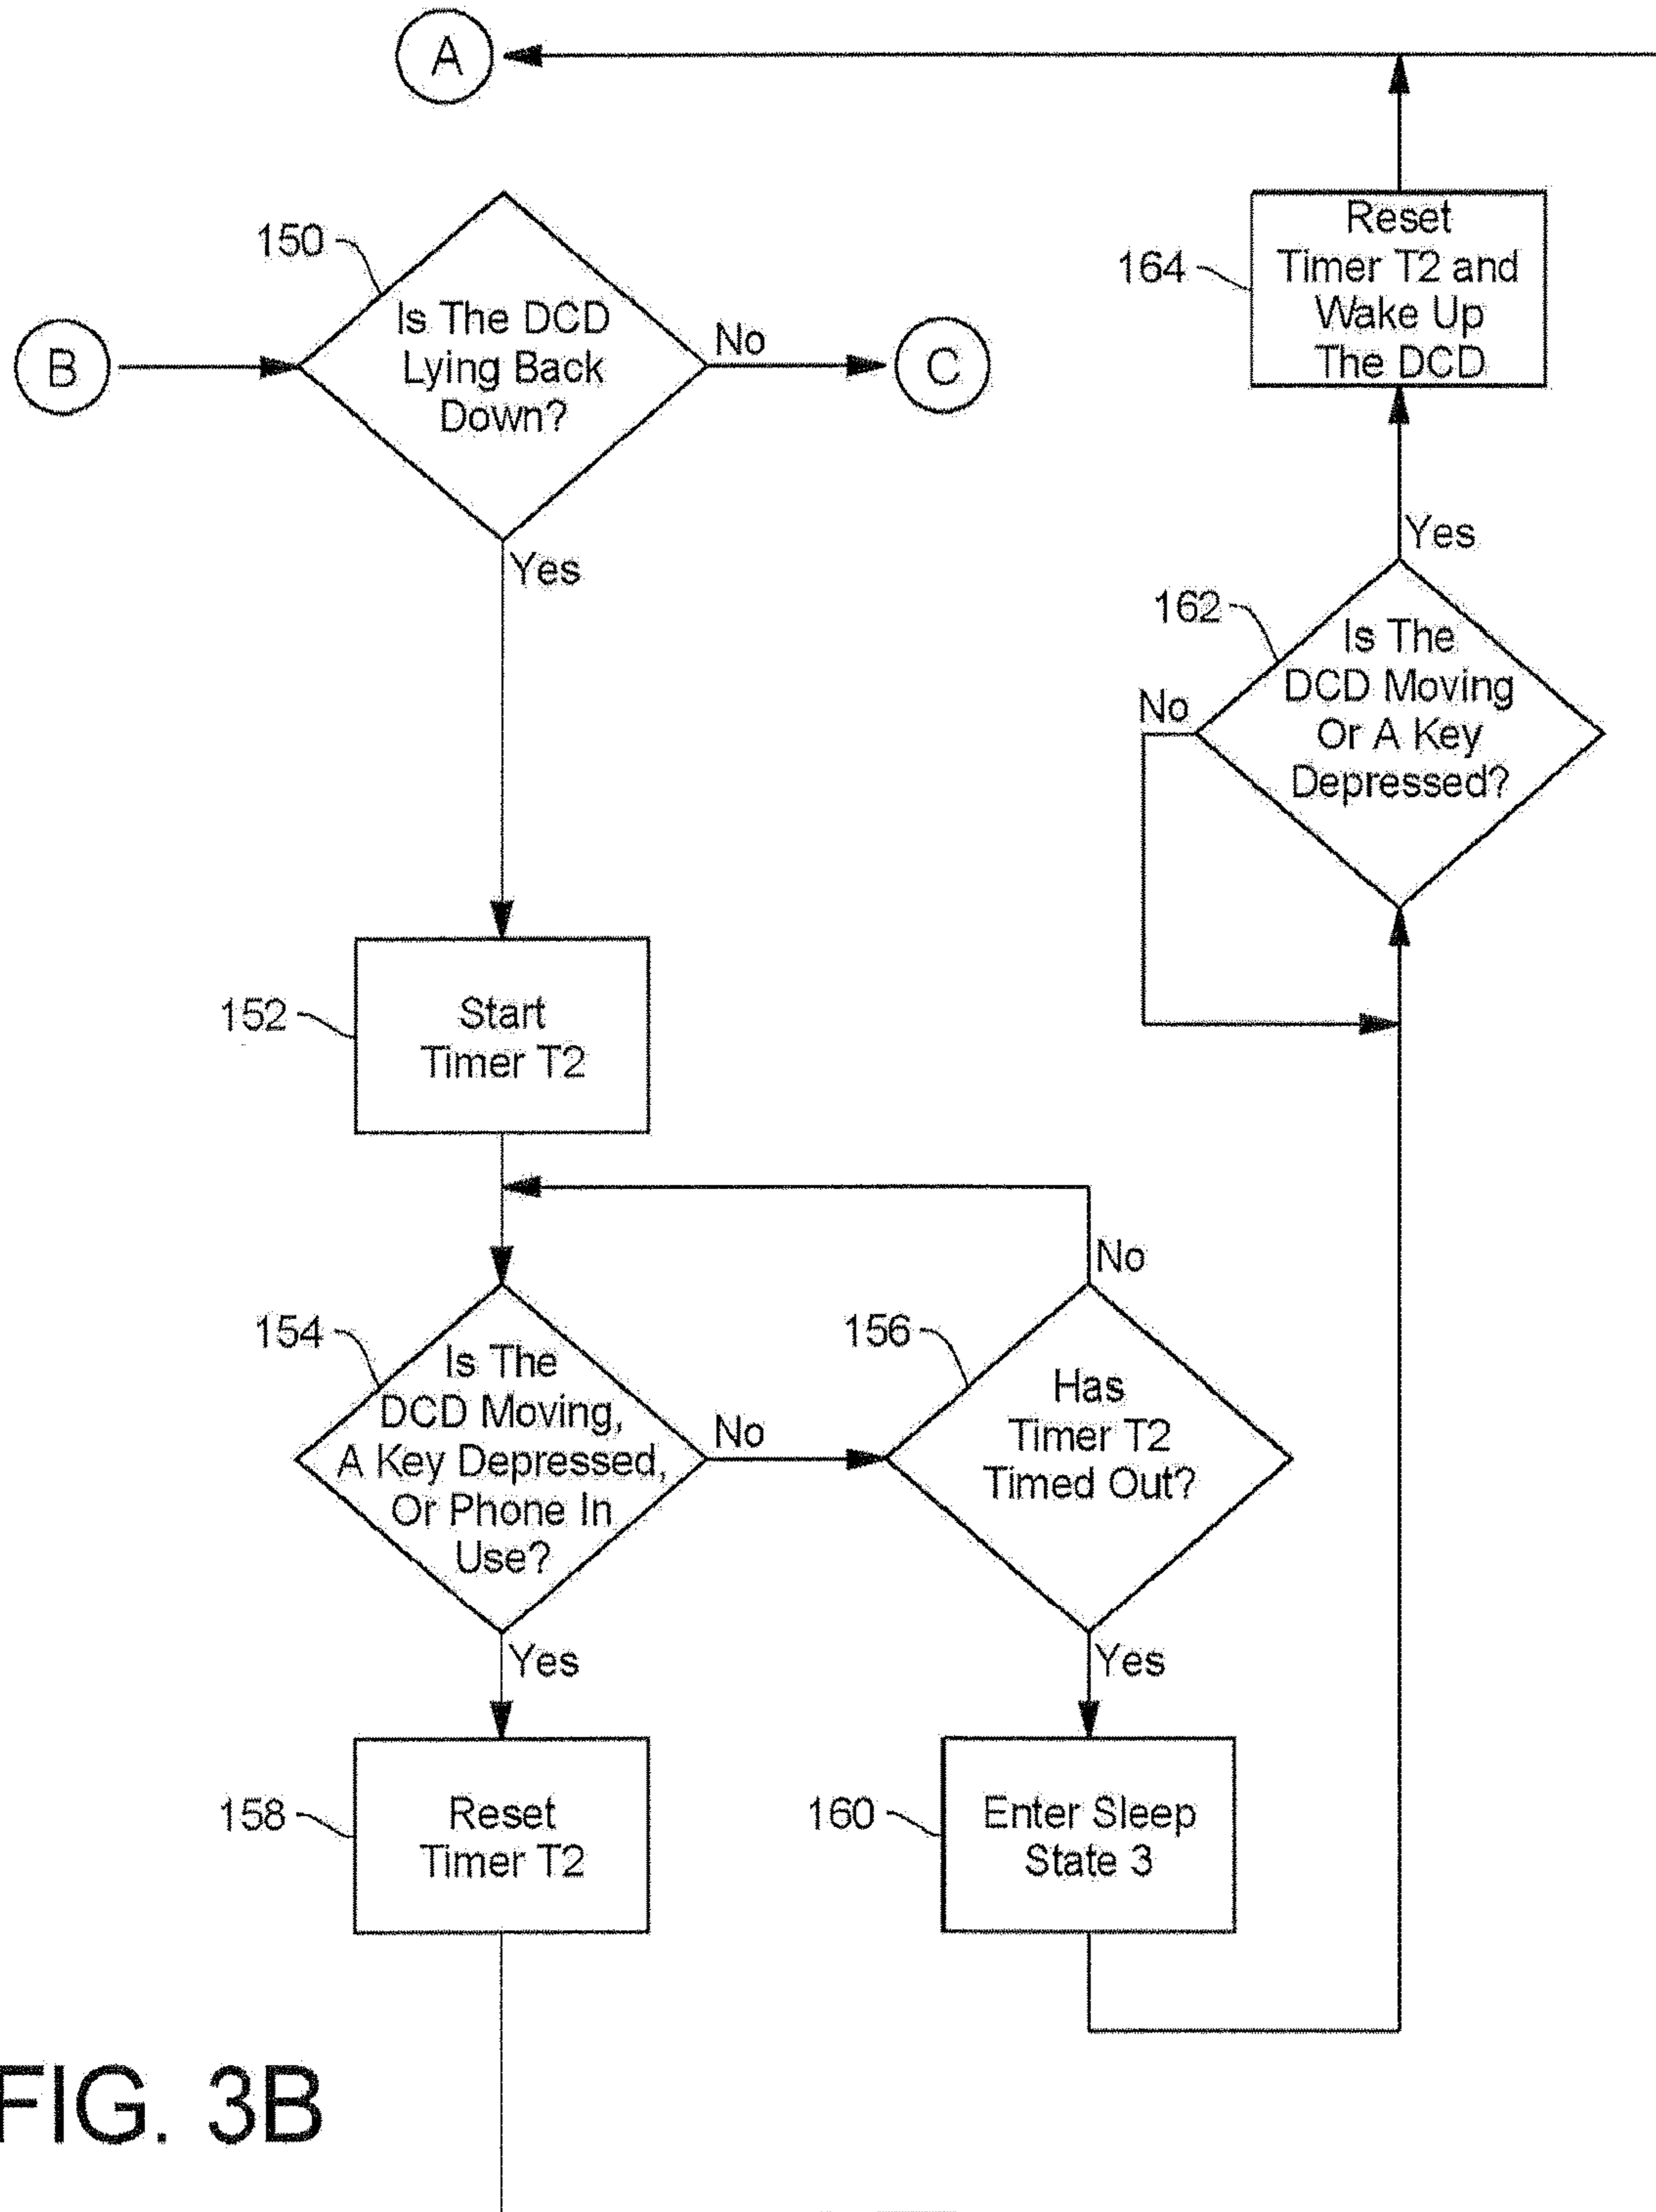 A
150
Is The DCD
Lying Back
Down?
B
No
C
Yes
164
Reset
Timer T2 and
Wake Up
The DCD
Yes
162
Is The
DCD Moving
Or A Key
Depressed?
No
152
Start
Timer T2
154
Is The
DCD Moving,
A Key Depressed,
Or Phone In
Use?
No
156
Has
Timer T2
Timed Out?
No
Yes
Yes
158
Reset
Timer T2
160
Enter Sleep
State 3
FIG. 3B